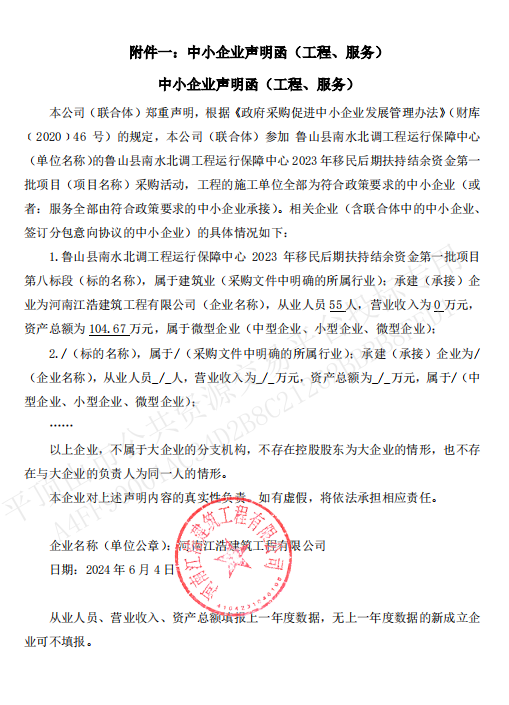 附件一：中小企业声明函（工程、服务）
中小企业声明函（工程、服务）
本公司（联合体）郑重声明，根据《政府采购促进中小企业发展管理办法》（财库
﹝2020﹞46 号）的规定，本公司（联合体）参加 鲁山县南水北调工程运行保障中心
（单位名称）的鲁山县南水北调工程运行保障中心 2023 年移民后期扶持结余资金第一
批项目（项目名称）采购活动，工程的施工单位全部为符合政策要求的中小企业（或
者：服务全部由符合政策要求的中小企业承接）。相关企业（含联合体中的中小企业、
签订分包意向协议的中小企业）的具体情况如下：
1.鲁山县南水北调工程运行保障中心 2023 年移民后期扶持结余资金第一批项目
第八标段（标的名称），属于建筑业（采购文件中明确的所属行业）；承建（承接）企
业为河南江浩建筑工程有限公司（企业名称），从业人员 55 人，营业收入为 0 万元，
资产总额为 104.67 万元，属于微型企业（中型企业、小型企业、微型企业）；
2./（标的名称），属于/（采购文件中明确的所属行业）；承建（承接）企业为/
（企业名称），从业人员_/_人，营业收入为_/_万元，资产总额为_/_万元，属于/（中
型企业、小型企业、微型企业）；
……
以上企业，不属于大企业的分支机构，不存在控股股东为大企业的情形，也不存
在与大企业的负责人为同一人的情形。
本企业对上述声明内容的真实性负责。如有虚假，将依法承担相应责任。
企业名称（单位公章）：河南江浩建筑工程有限公司
日期：2024 年 6 月 4 日
河南江浩建筑工程有限公司
从业人员、营业收入、资产总额填报上一年度数据，无上一年度数据的新成立企
业可不填报。